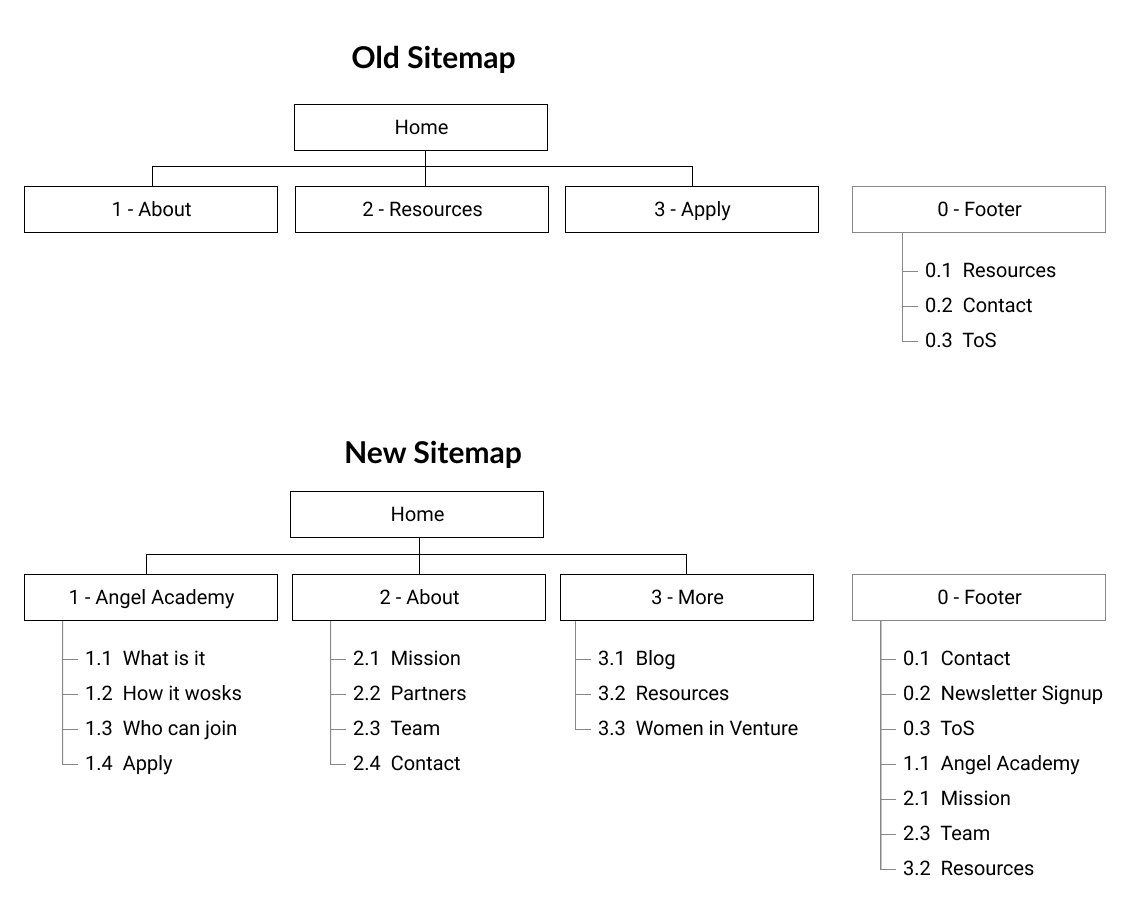 Old Sitemap
Home
1 - About
2 - Resources
3 - Apply
0 - Footer
0.1 Resources
0.2 Contact
0.3 ToS
New Sitemap
Home
1 - Angel Academy
1.1 What is it
1.2 How it wosks
1.3 Who can join
1.4 Apply
2 - About
2.1 Mission
2.2 Partners
2.3 Team
2.4 Contact
3 - More
3.1 Blog
3.2 Resources
3.3 Women in Venture
0 - Footer
0.1 Contact
0.2 Newsletter Signup
0.3 ToS
1.1 Angel Academy
2.1 Mission
2.3 Team
3.2 Resources